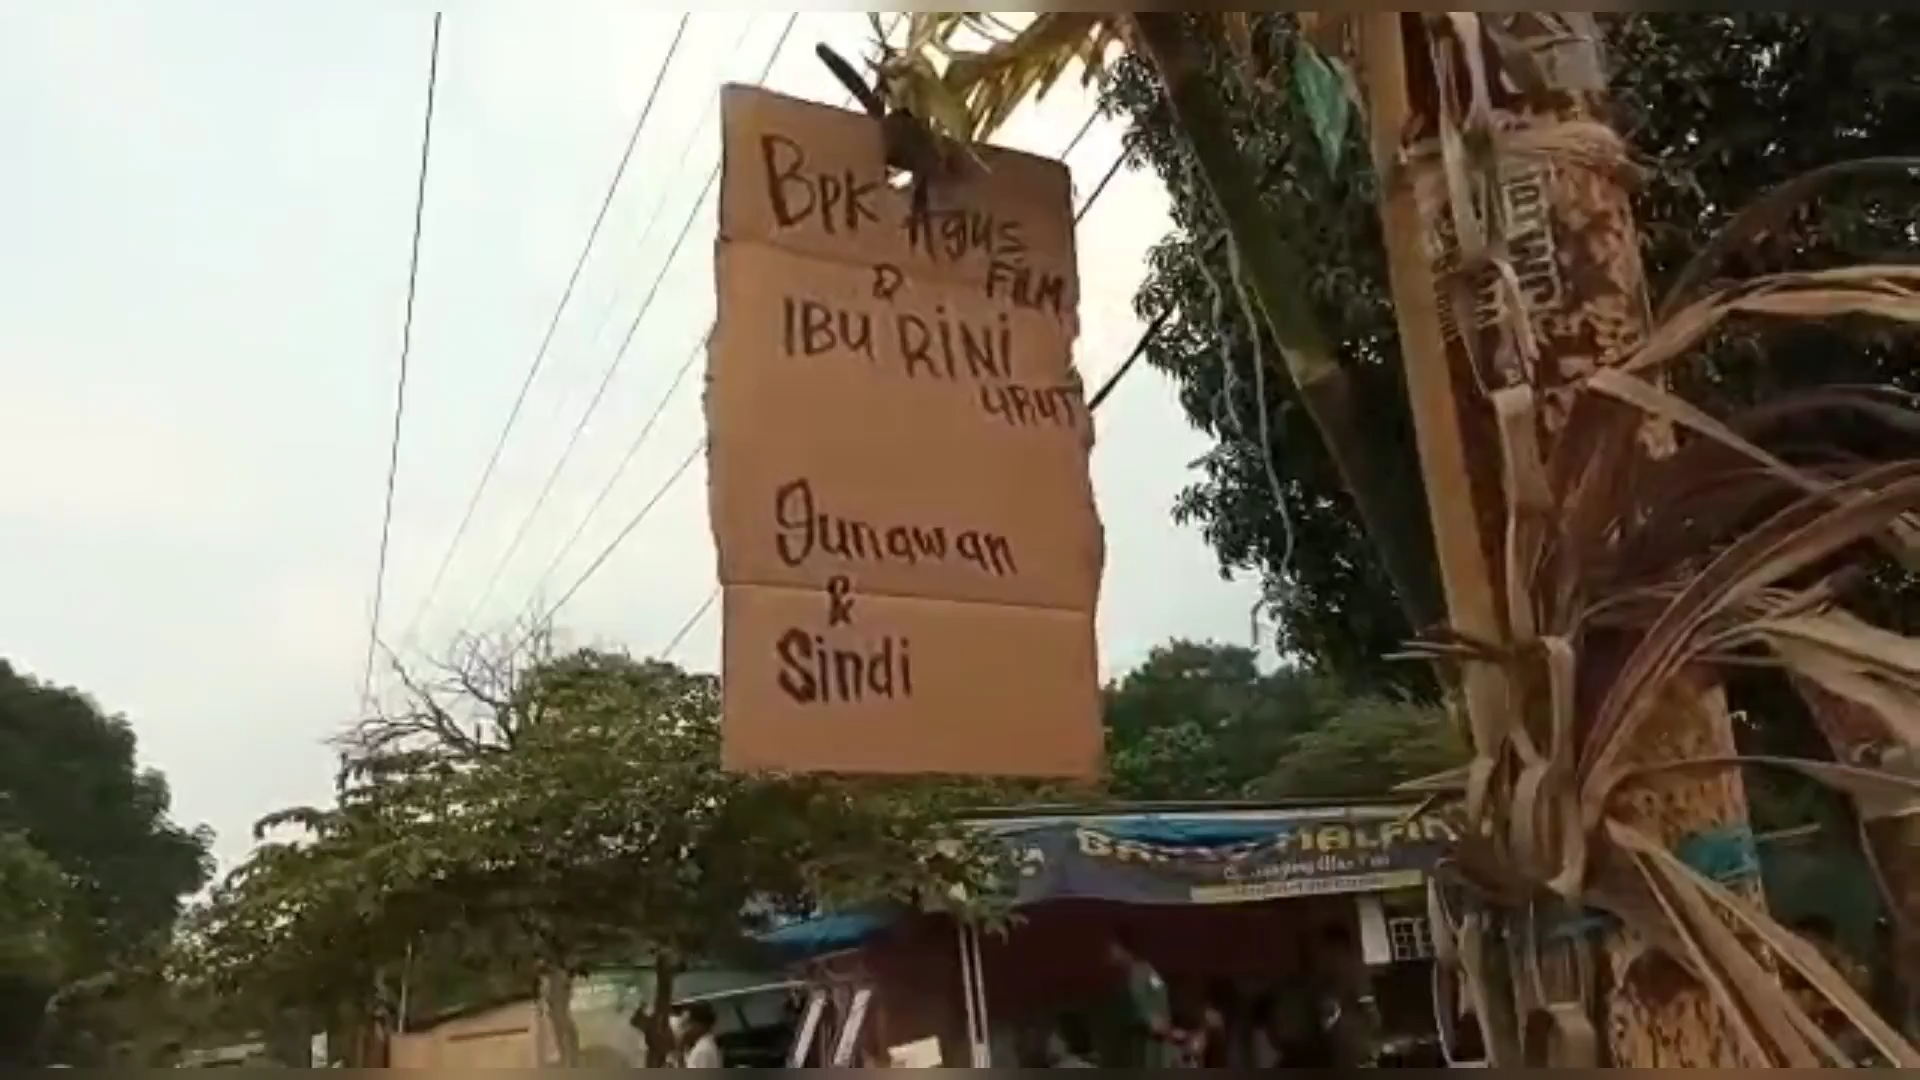 Bpk Agus
FILM
&
IBU RINI
URUT
Gunawan
&
Sindi